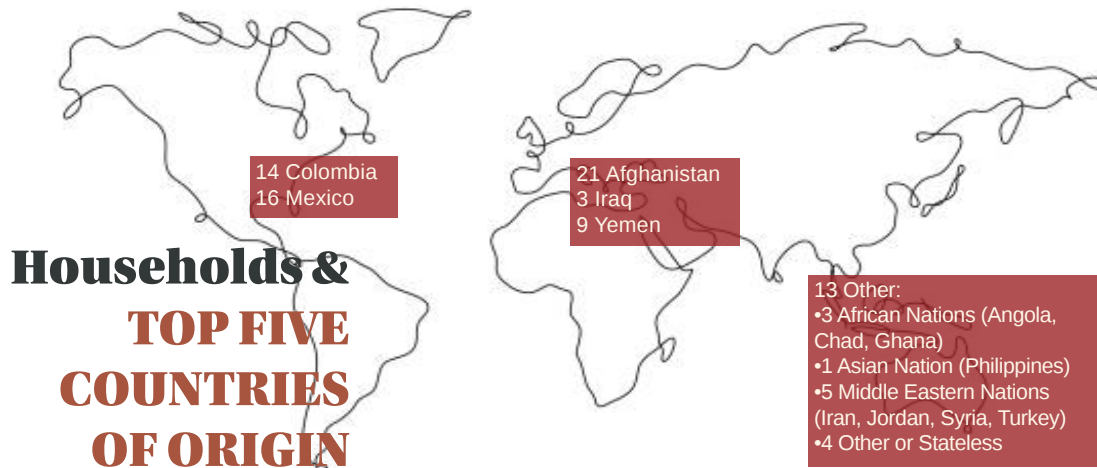 14 Colombia
16 Mexico
21 Afghanistan
3 Iraq
9 Yemen
Households &
TOP FIVE
COUNTRIES
OF ORIGIN
13 Other:
•3 African Nations (Angola,
Chad, Ghana)
•1 Asian Nation (Philippines)
•5 Middle Eastern Nations
(Iran, Jordan, Syria, Turkey)
•4 Other or Stateless